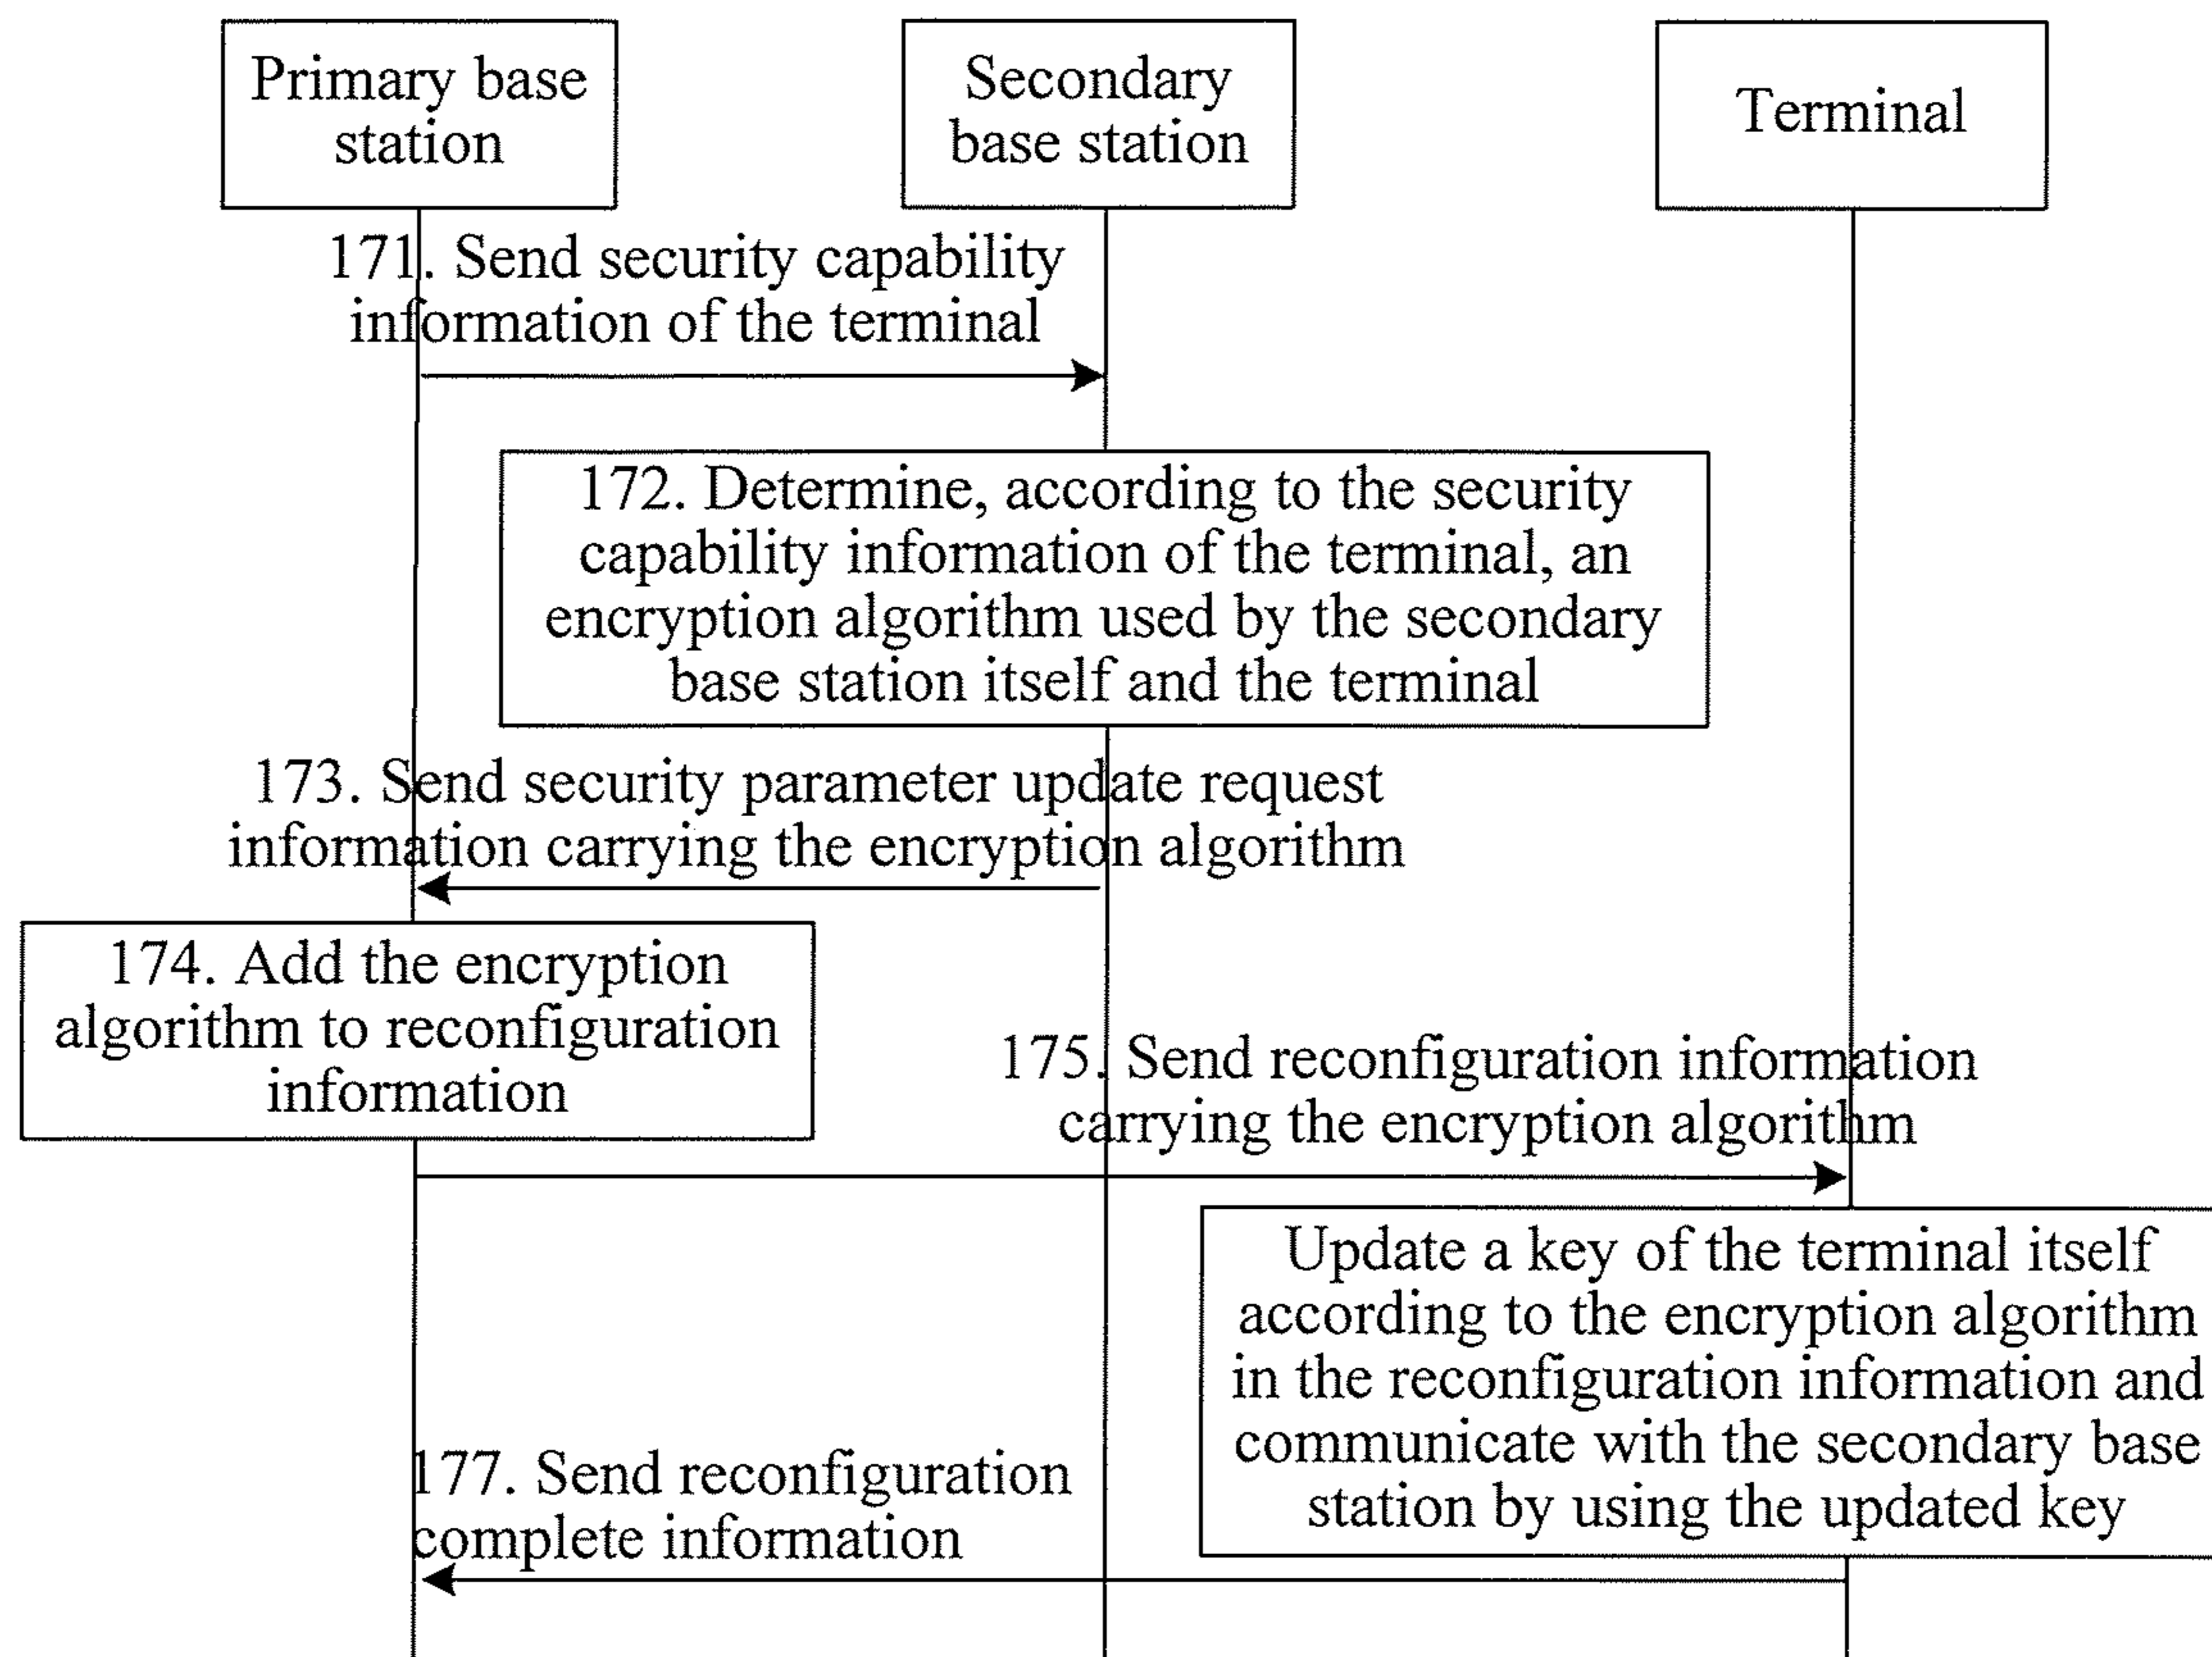 Primary base
station
Secondary
base station
Terminal
171. Send security capability
information of the terminal
172. Determine, according to the security
capability information of the terminal, an
encryption algorithm used by the secondary
base station itself and the terminal
173. Send security parameter update request
information carrying the encryption algorithm
174. Add the encryption
algorithm to reconfiguration
information
175. Send reconfiguration information
carrying the encryption algorithm
Update a key of the terminal itself
according to the encryption algorithm
in the reconfiguration information and
communicate with the secondary base
station by using the updated key
177. Send reconfiguration
complete information